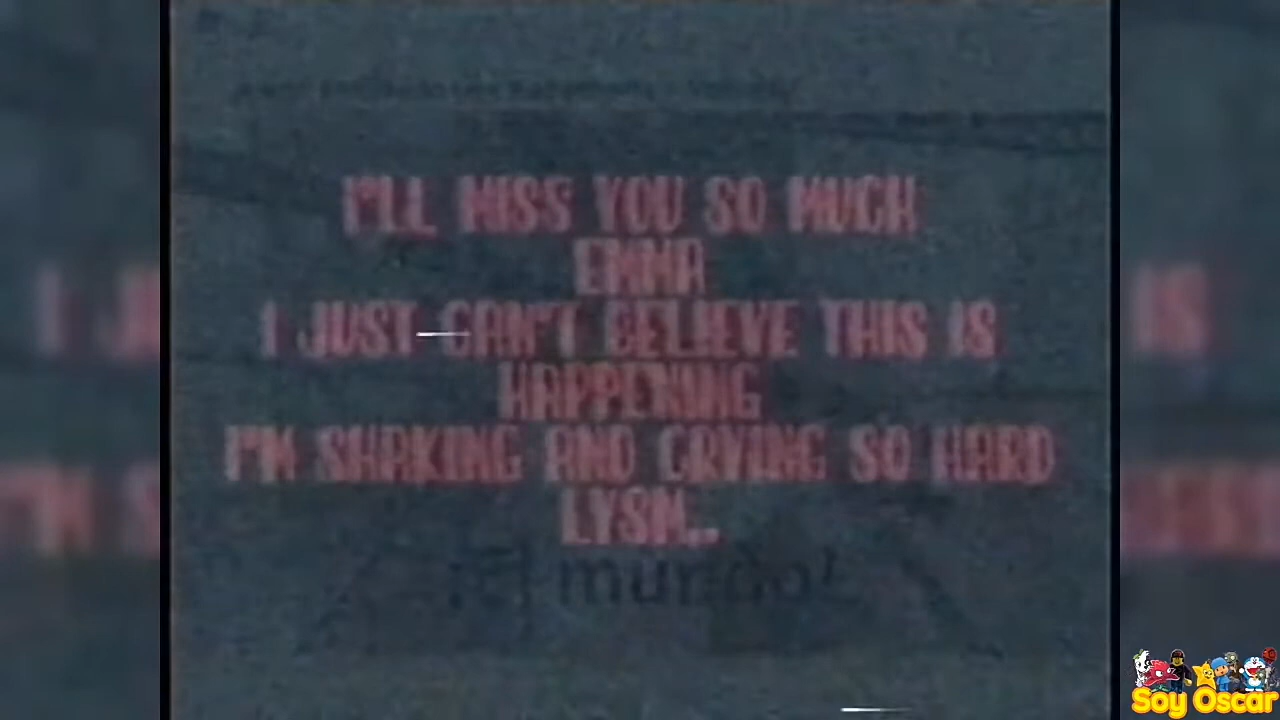 I'LL MISS YOU SO MUCH
EMMA
I JUST CAN'T BELIEVE THIS IS
HAPPENING
I'M SHAKING AND CRYING SO HARD
LYSM..
mundo!
Soy Oscar